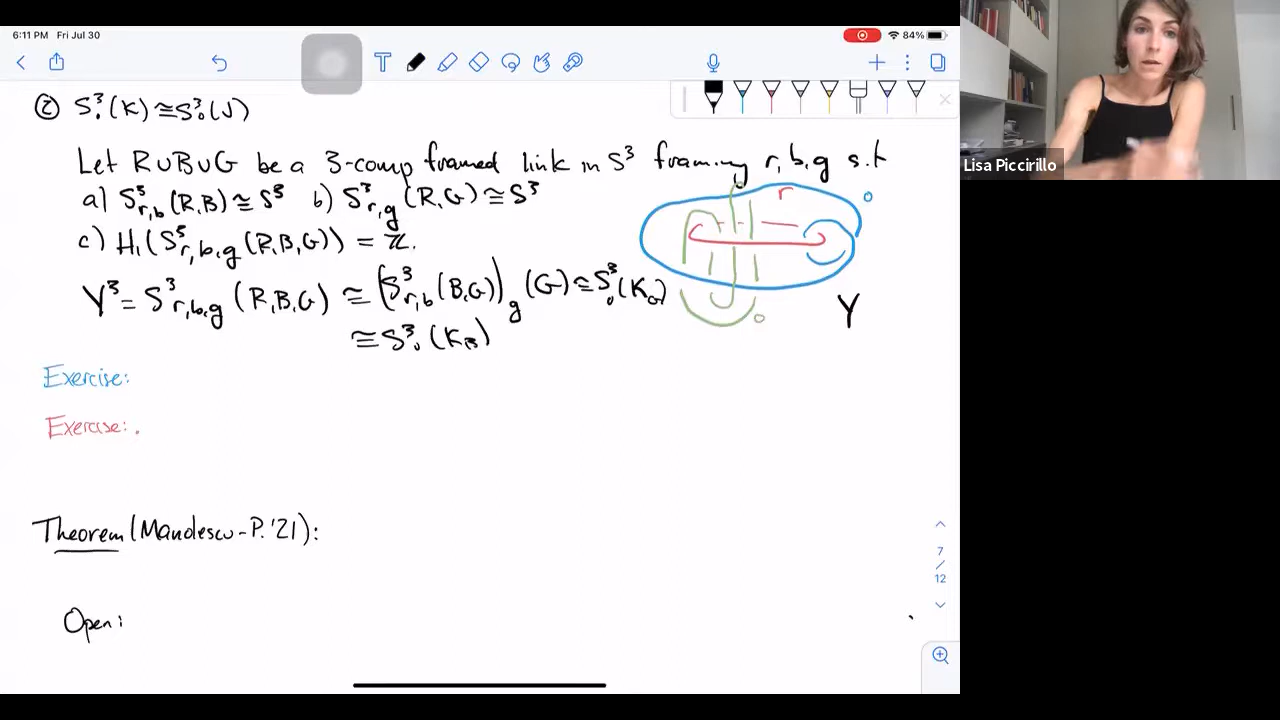 6:11 PM Fri Jul 30
84%
② S³₀(K) ≅ S³₀(J)
Let R∪B∪G be a 3-comp framed link in S³ framing r, b, g s.t
a) S³r,b(R,B) ≅ S³ b) S³r,g(R,G) ≅ S³
c) H₁(S³r,b,g(R,B,G)) = ℤ.
Y³ = S³r,b,g(R,B,G) ≅ (S³r,b(B,G))g(G) ≅ S³₀(K_G)
≅ S³₀(K_B)
r
0
0
Y
Exercise:
Exercise:.
Theorem (Manolescu-P. '21):
Open:
7
/
12
Lisa Piccirillo